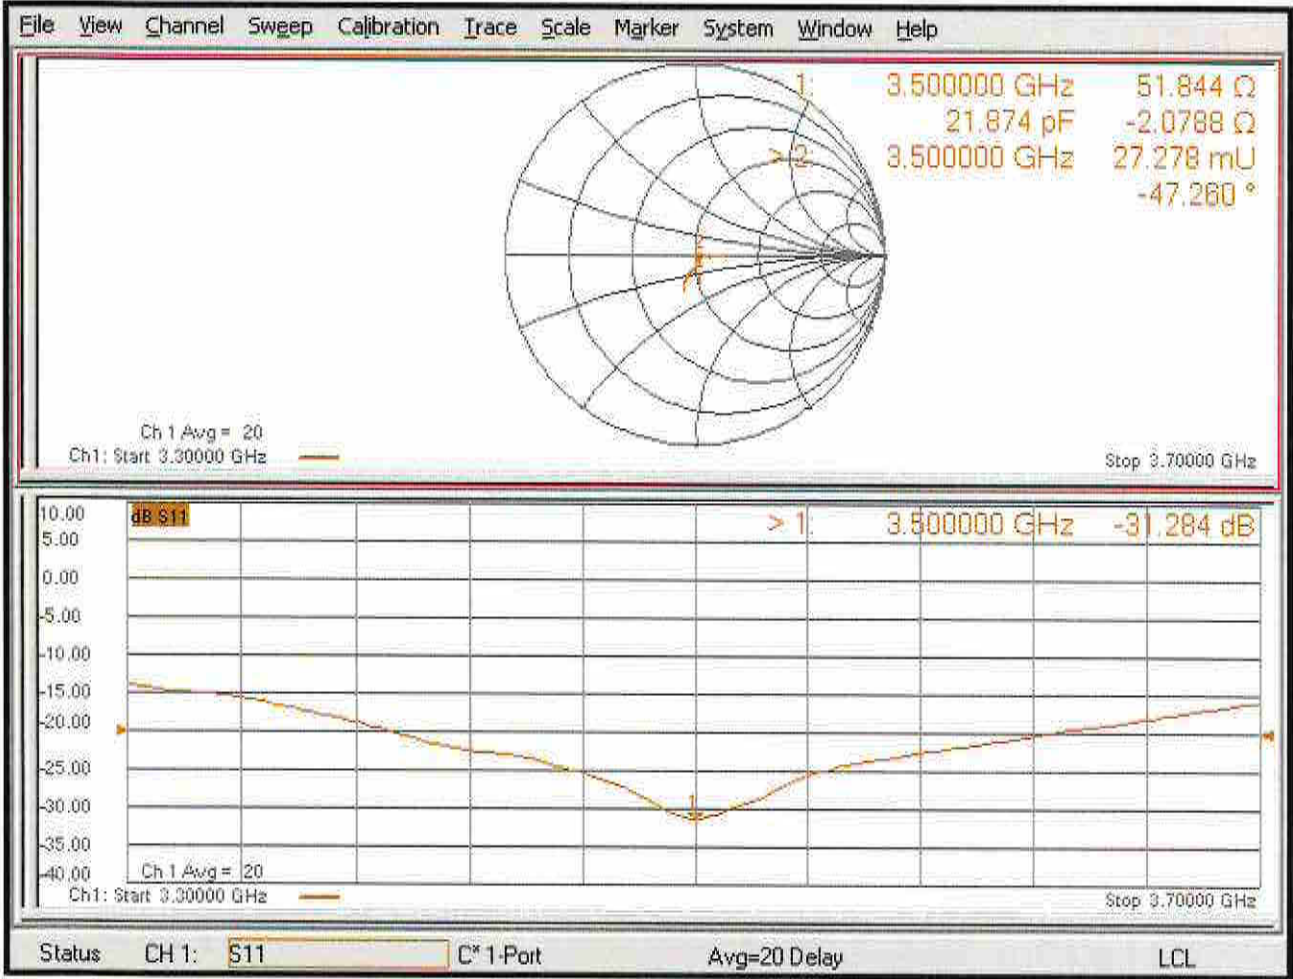 File View Channel Sweep Calibration Trace Scale Marker System Window Help
1: 3.500000 GHz 51.844 Ω
21.874 pF -2.0788 Ω
> 2: 3.500000 GHz 27.278 mU
-47.260 °
Ch 1 Avg = 20
Ch1: Start 3.30000 GHz Stop 3.70000 GHz
10.00 dB S11 > 1: 3.500000 GHz -31.284 dB
5.00
0.00
-5.00
-10.00
-15.00
-20.00
-25.00
-30.00 1
-35.00
-40.00 Ch 1 Avg = 20
Ch1: Start 3.30000 GHz Stop 3.70000 GHz
Status CH 1: S11 C* 1-Port Avg=20 Delay LCL